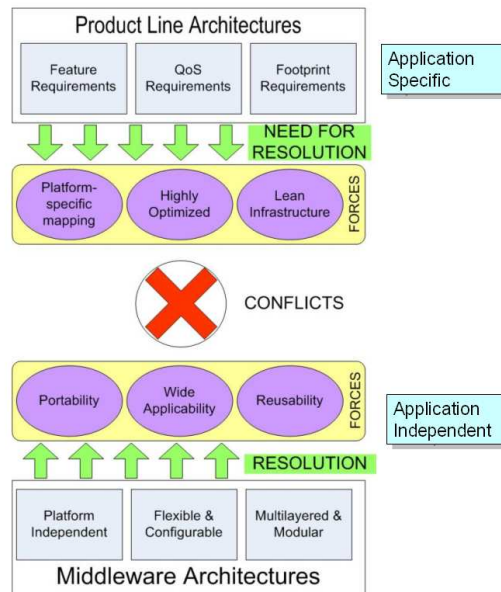 Product Line Architectures
Application
Specific
Feature
Requirements
QoS
Requirements
Footprint
Requirements
NEED FOR
RESOLUTION
Platform-
specific
mapping
Highly
Optimized
Lean
Infrastructure
FORCES
CONFLICTS
Portability
Wide
Applicability
Reusability
FORCES
Application
Independent
RESOLUTION
Platform
Independent
Flexible &
Configurable
Multilayered &
Modular
Middleware Architectures